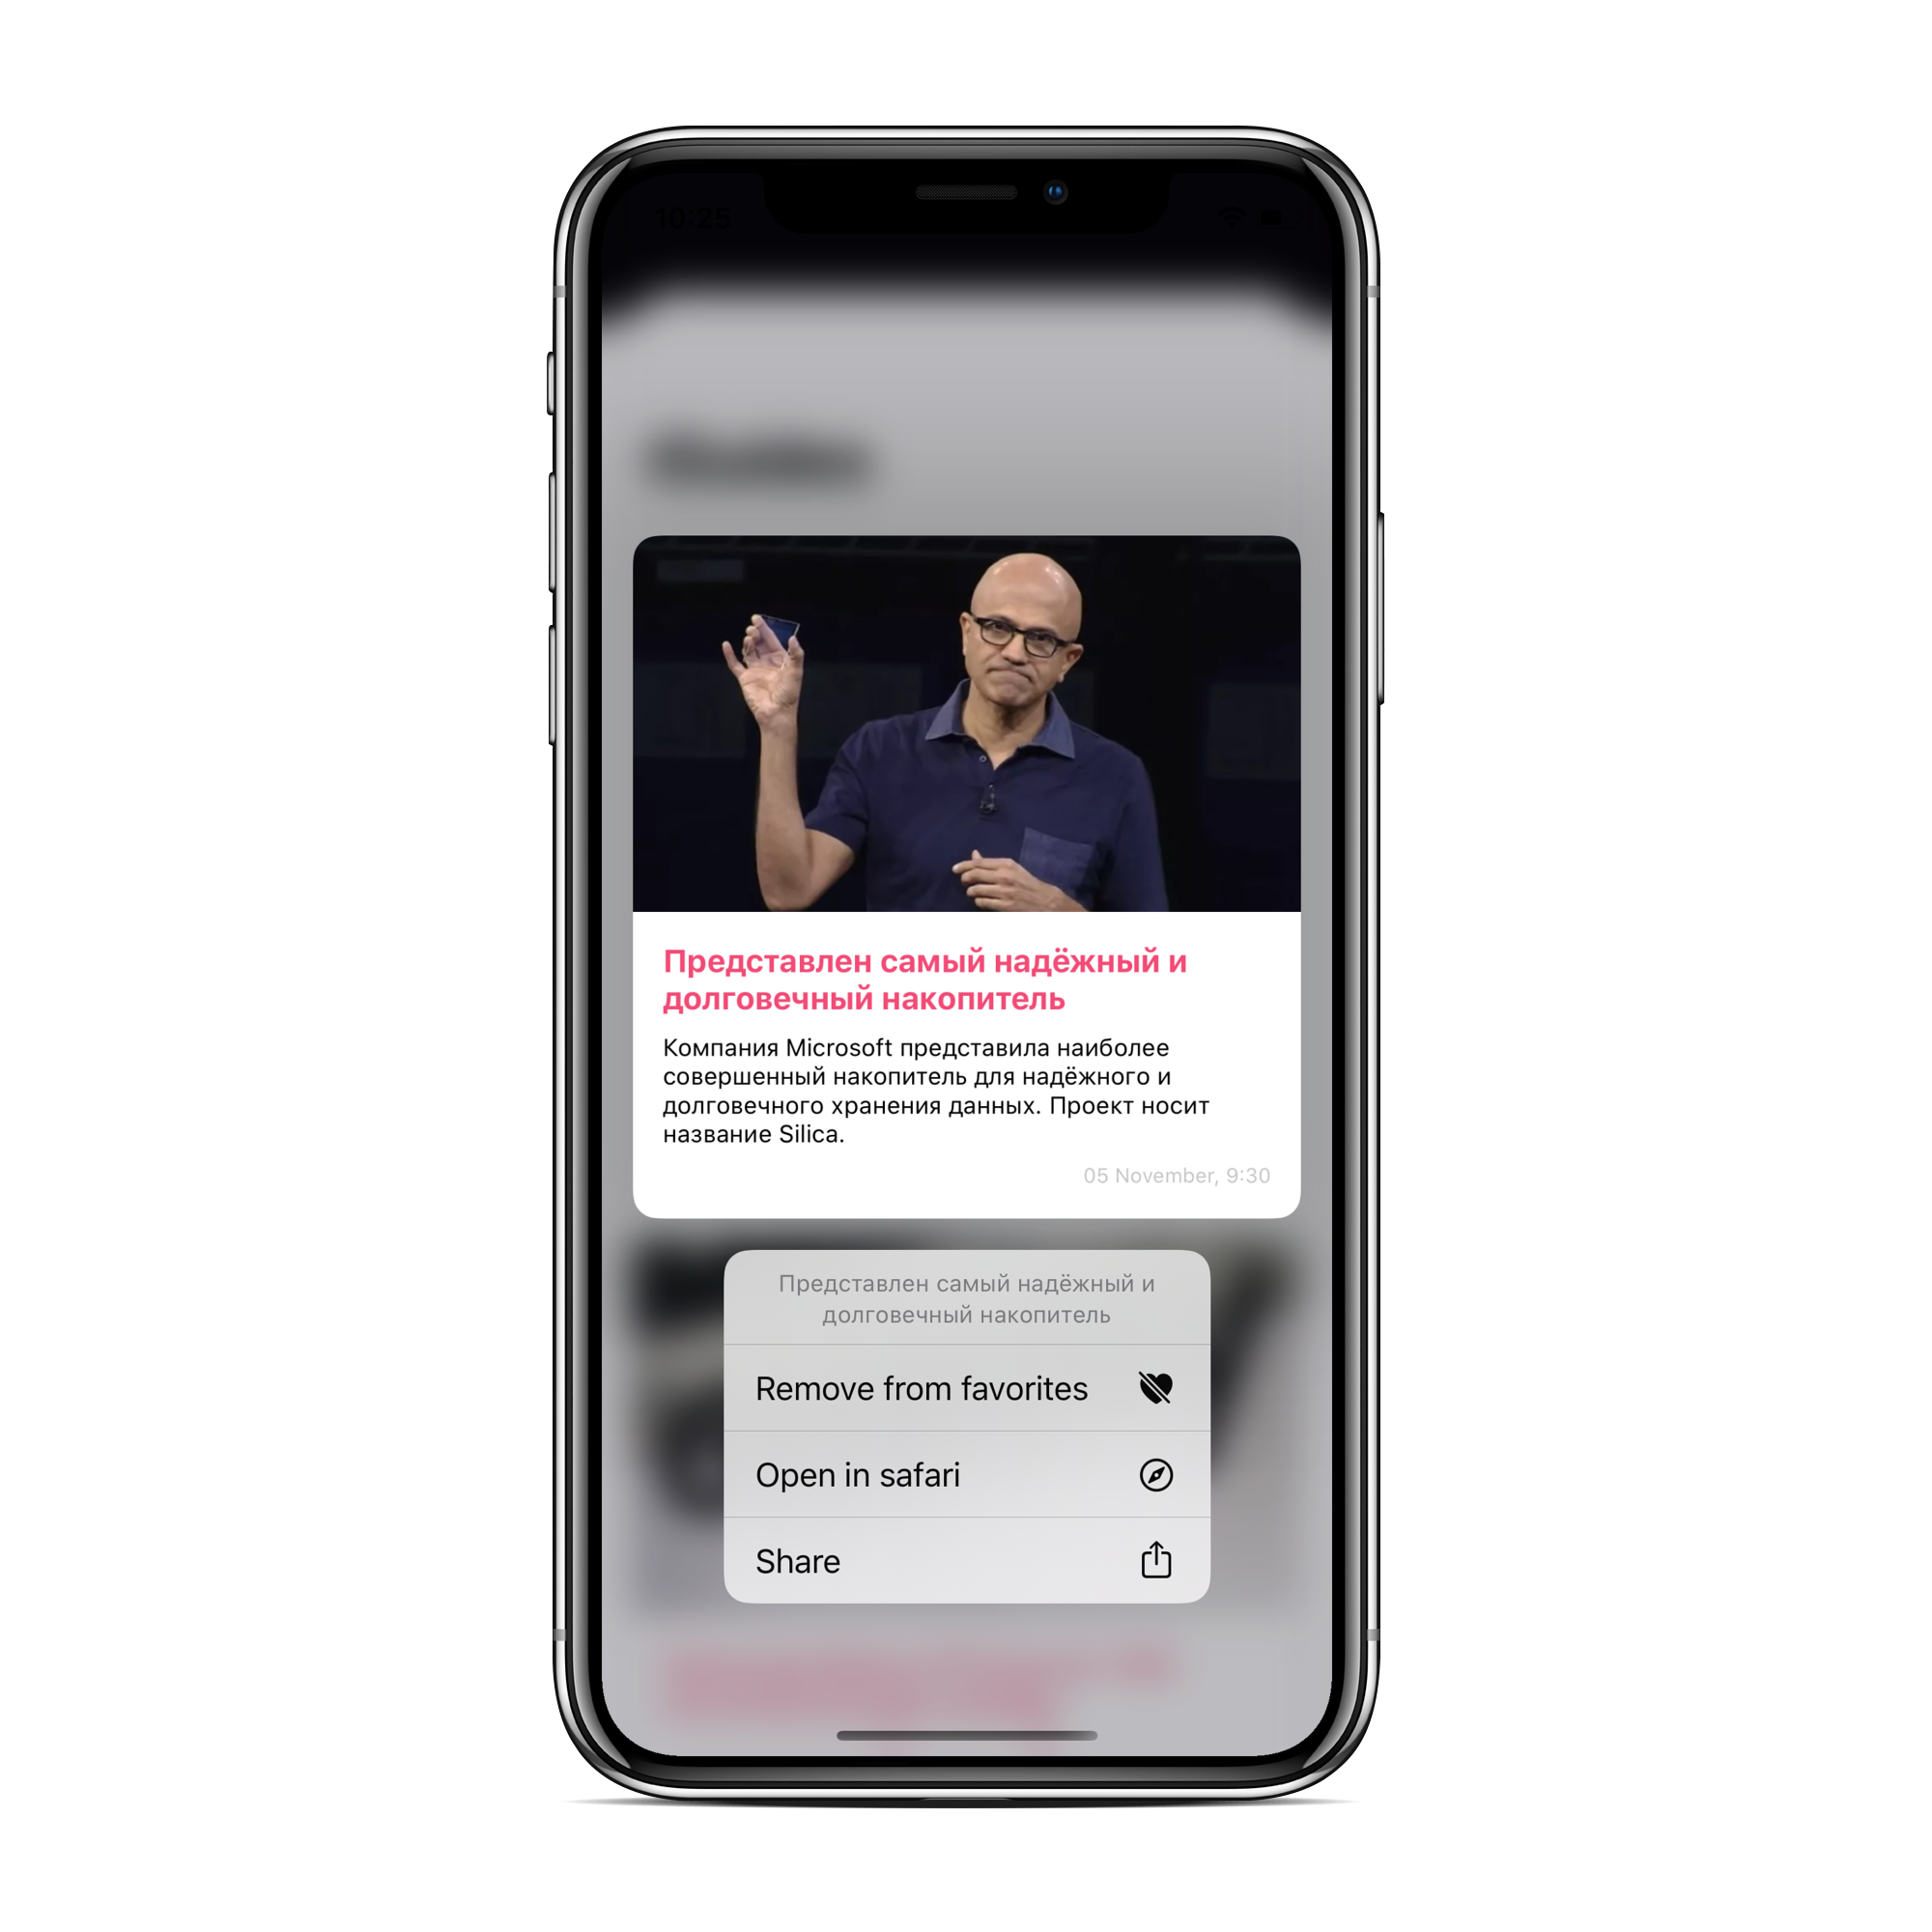 10:25
Представлен самый надёжный и
долговечный накопитель
Компания Microsoft представила наиболее
совершенный накопитель для надёжного и
долговечного хранения данных. Проект носит
название Silica.
05 November, 9:30
Представлен самый надёжный и
долговечный накопитель
Remove from favorites
Open in safari
Share